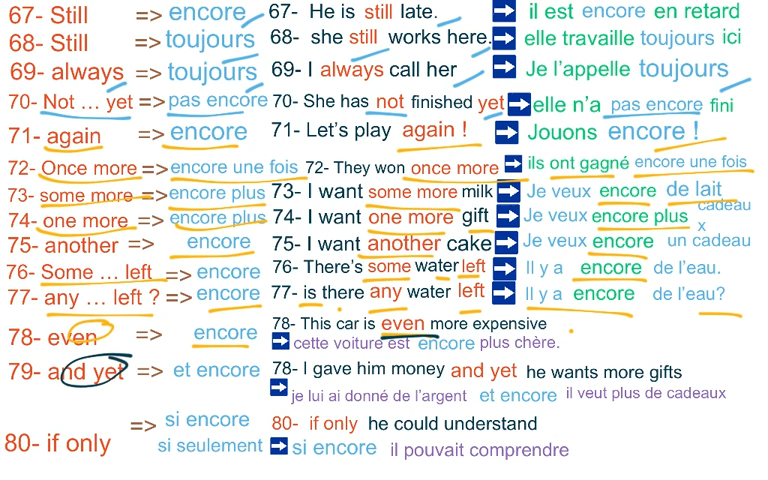 67- Still => encore 67- He is still late. ➡ il est encore en retard
68- Still => toujours 68- she still works here. ➡ elle travaille toujours ici
69- always => toujours 69- I always call her ➡ Je l'appelle toujours
70- Not ... yet => pas encore 70- She has not finished yet ➡ elle n'a pas encore fini
71- again => encore 71- Let's play again ! ➡ Jouons encore !
72- Once more => encore une fois 72- They won once more ➡ ils ont gagné encore une fois
73- some more => encore plus 73- I want some more milk ➡ Je veux encore de lait
74- one more => encore plus 74- I want one more gift ➡ Je veux encore plus cadeau
x
75- another => encore 75- I want another cake ➡ Je veux encore un cadeau
76- Some ... left => encore 76- There's some water left ➡ Il y a encore de l'eau.
77- any ... left ? => encore 77- is there any water left ➡ Il y a encore de l'eau?
78- even => encore 78- This car is even more expensive
➡ cette voiture est encore plus chère.
79- and yet => et encore 78- I gave him money and yet he wants more gifts
➡ je lui ai donné de l'argent et encore il veut plus de cadeaux
80- if only => si encore 80- if only he could understand
si seulement ➡ si encore il pouvait comprendre